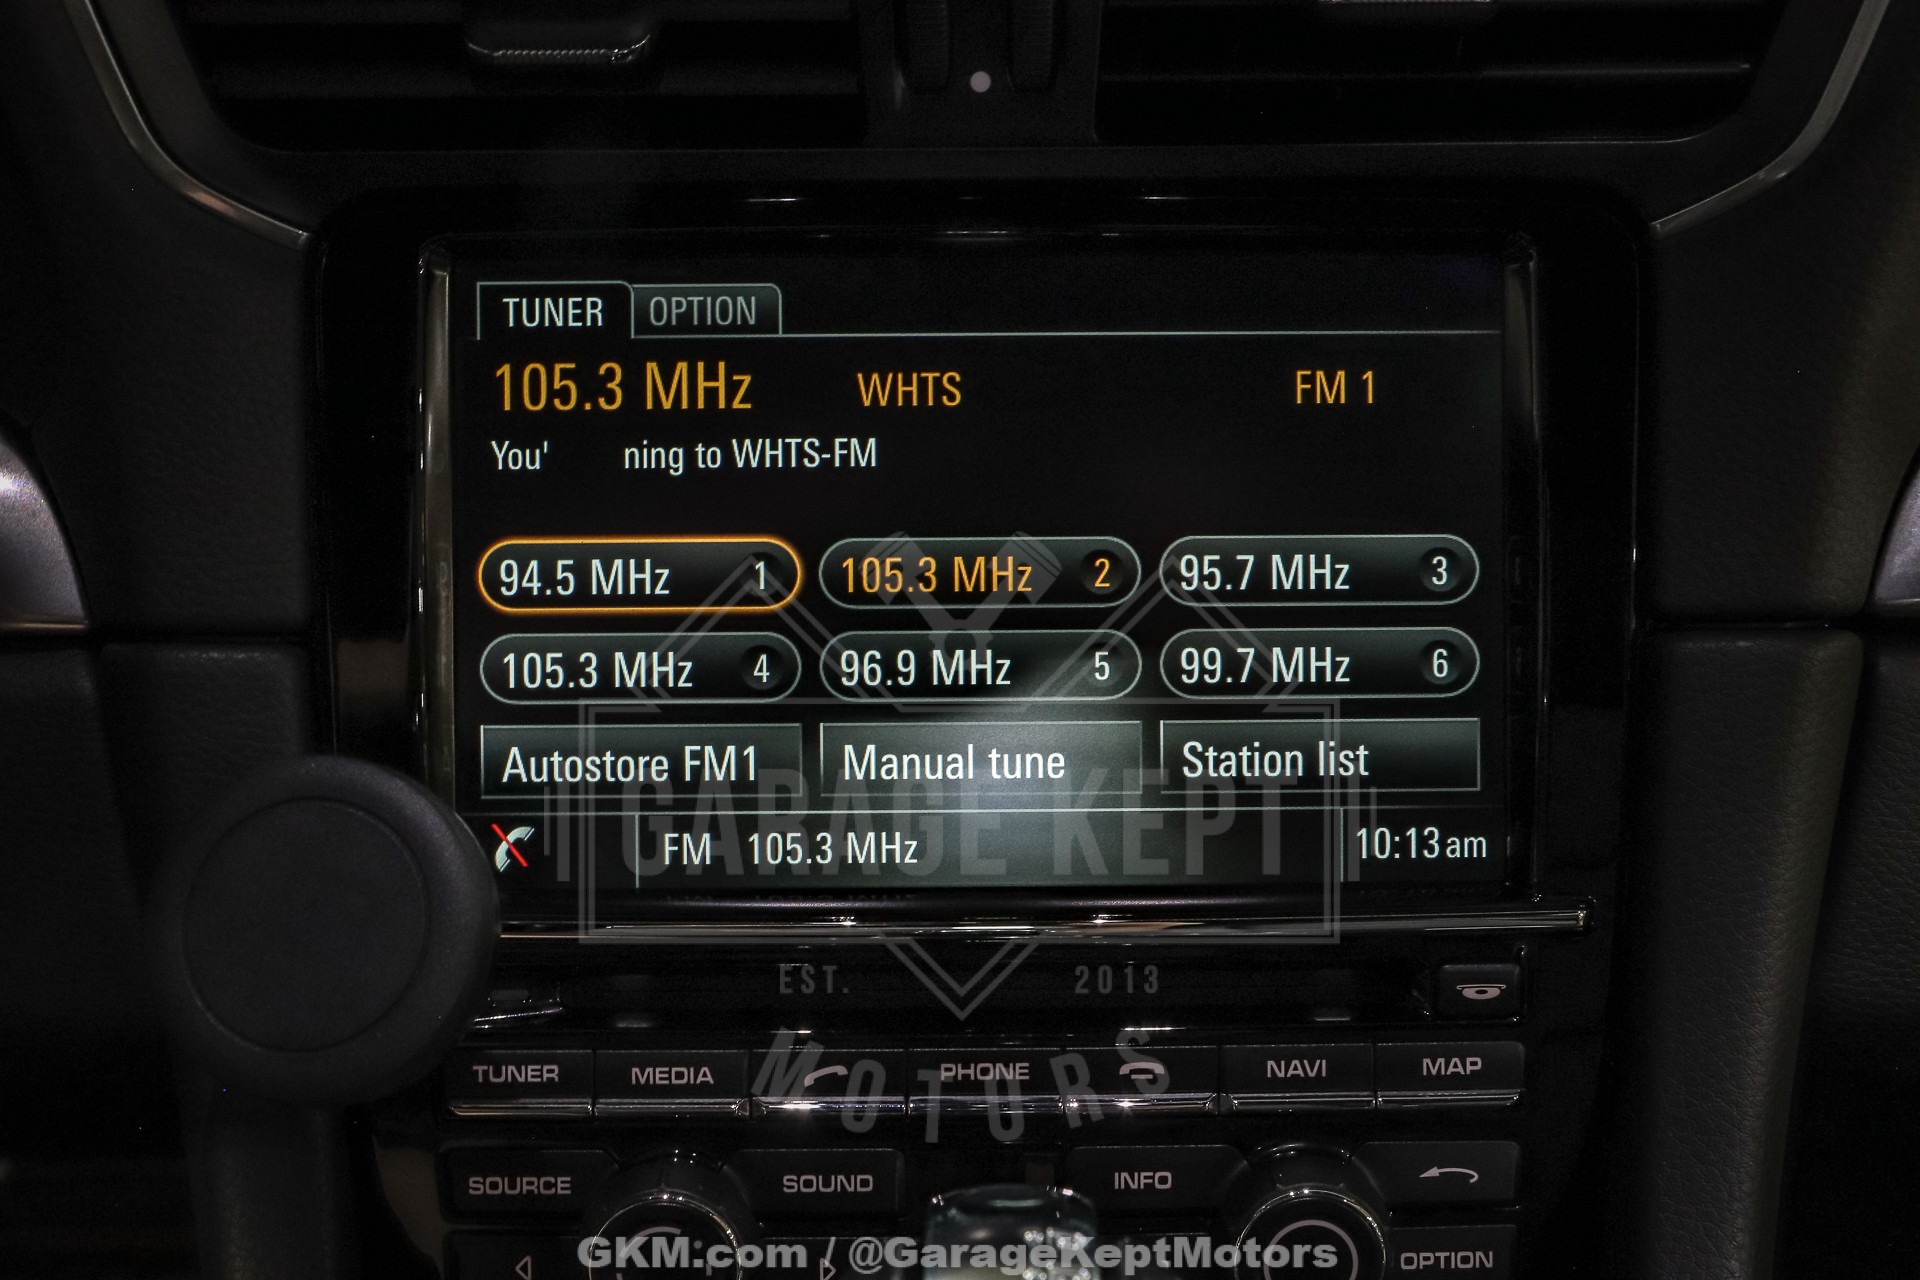 TUNER OPTION
105.3 MHz WHTS FM 1
You' ning to WHTS-FM
94.5 MHz 1 105.3 MHz 2 95.7 MHz 3
105.3 MHz 4 96.9 MHz 5 99.7 MHz 6
Autostore FM1 Manual tune Station list
GARAGE KEPT
FM 105.3 MHz 10:13am
EST. 2013
MOTORS
TUNER MEDIA PHONE NAVI MAP
SOURCE SOUND INFO
GKM.com / @GarageKeptMotors
OPTION